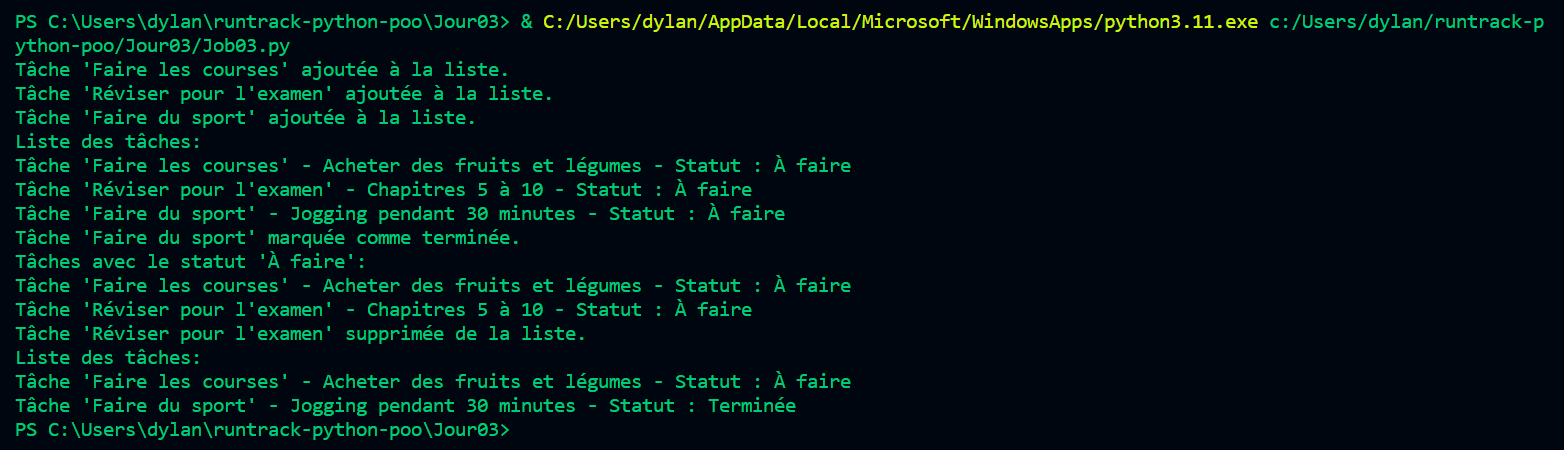 PS C:\Users\dylan\runtrack-python-poo\Jour03> & C:/Users/dylan/AppData/Local/Microsoft/WindowsApps/python3.11.exe c:/Users/dylan/runtrack-p
ython-poo/Jour03/Job03.py
Tâche 'Faire les courses' ajoutée à la liste.
Tâche 'Réviser pour l'examen' ajoutée à la liste.
Tâche 'Faire du sport' ajoutée à la liste.
Liste des tâches:
Tâche 'Faire les courses' - Acheter des fruits et légumes - Statut : À faire
Tâche 'Réviser pour l'examen' - Chapitres 5 à 10 - Statut : À faire
Tâche 'Faire du sport' - Jogging pendant 30 minutes - Statut : À faire
Tâche 'Faire du sport' marquée comme terminée.
Tâches avec le statut 'À faire':
Tâche 'Faire les courses' - Acheter des fruits et légumes - Statut : À faire
Tâche 'Réviser pour l'examen' - Chapitres 5 à 10 - Statut : À faire
Tâche 'Réviser pour l'examen' supprimée de la liste.
Liste des tâches:
Tâche 'Faire les courses' - Acheter des fruits et légumes - Statut : À faire
Tâche 'Faire du sport' - Jogging pendant 30 minutes - Statut : Terminée
PS C:\Users\dylan\runtrack-python-poo\Jour03>